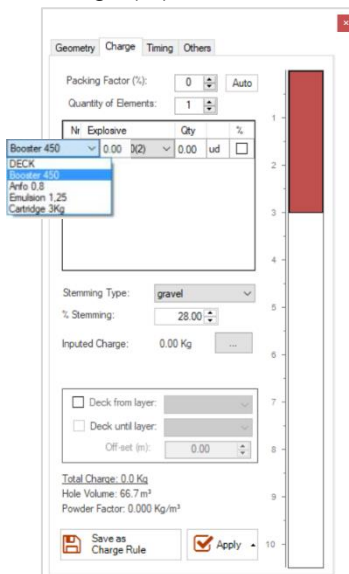 ×
Geometry Charge Timing Others
Packing Factor (%): 0 Auto
Quantity of Elements: 1
Nr Explosive Qty %
Booster 450 0.00 0(2) 0.00 ud
DECK
Booster 450
Anfo 0,8
Emulsion 1,25
Cartridge 3Kg
Stemming Type: gravel
% Stemming: 28.00
Inputed Charge: 0.00 Kg ...
Deck from layer:
Deck until layer:
Off-set (m): 0.00
Total Charge: 0.0 Kg
Hole Volume: 66.7 m³
Powder Factor: 0.000 Kg/m³
Save as
Charge Rule
Apply
1
2
3
4
5
6
7
8
9
10